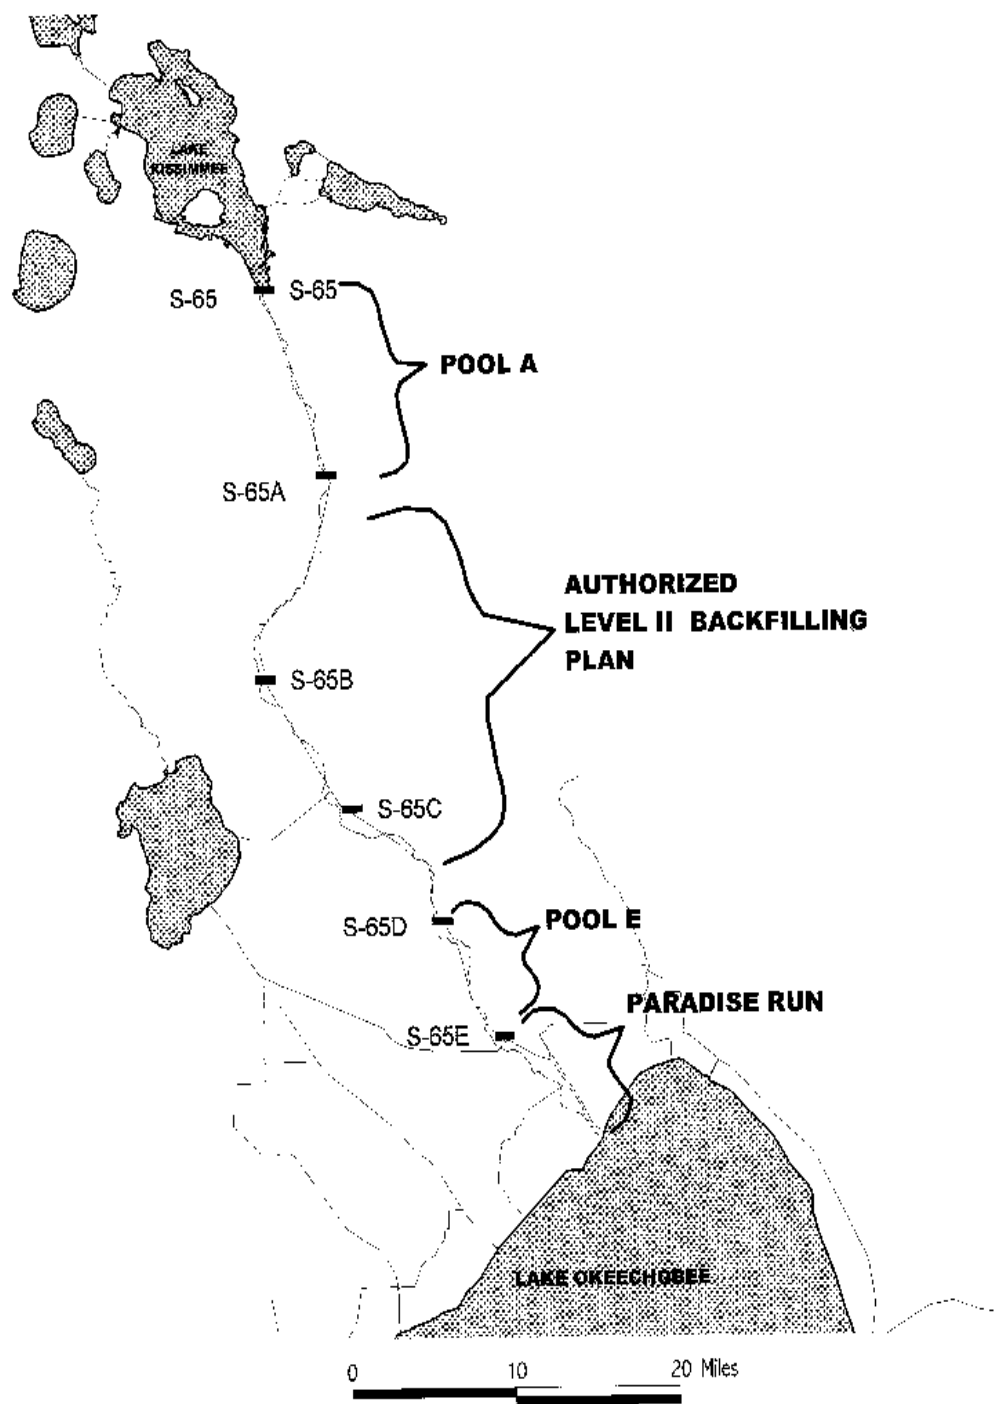 LAKE
KISSIMMEE
S-65
S-65
POOL A
S-65A
AUTHORIZED
LEVEL II BACKFILLING
PLAN
S-65B
S-65C
S-65D
POOL E
PARADISE RUN
S-65E
LAKE OKEECHOBEE
0 10 20 Miles